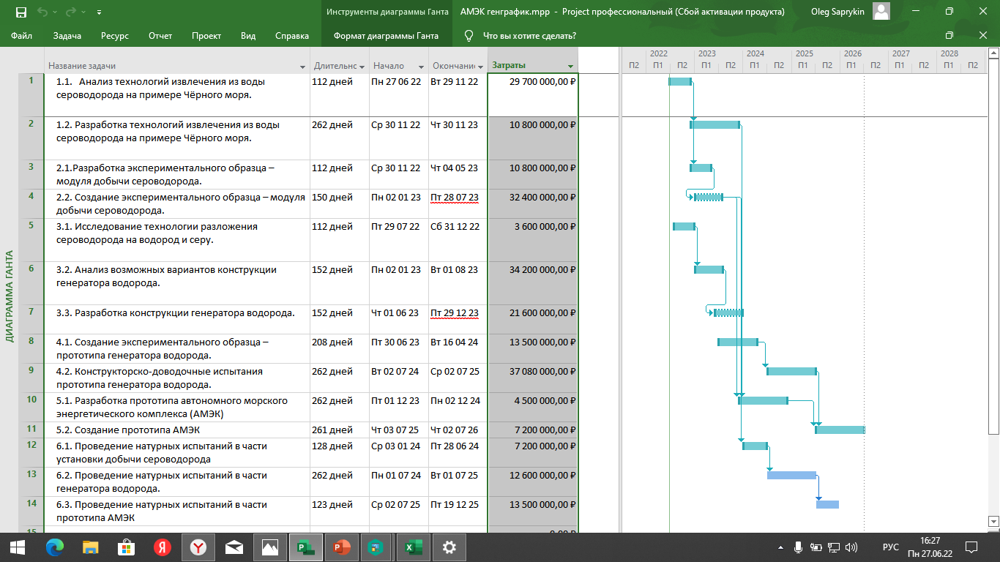 Инструменты диаграммы Ганта
АМЭК генграфик.mpp - Project профессиональный (Сбой активации продукта)
Oleg Saprykin
Файл Задача Ресурс Отчет Проект Вид Справка Формат диаграммы Ганта Что вы хотите сделать?
Название задачи Длительнс Начало Окончани Затраты
2022 2023 2024 2025 2026 2027 2028
П2 П1 П2 П1 П2 П1 П2 П1 П2 П1 П2 П1 П2 П1 П2
ДИАГРАММА ГАНТА
1 1.1. Анализ технологий извлечения из воды 112 дней Пн 27 06 22 Вт 29 11 22 29 700 000,00 ₽
сероводорода на примере Чёрного моря.
2 1.2. Разработка технологий извлечения из воды 262 дней Ср 30 11 22 Чт 30 11 23 10 800 000,00 ₽
сероводорода на примере Чёрного моря.
3 2.1.Разработка экспериментального образца – 112 дней Ср 30 11 22 Чт 04 05 23 10 800 000,00 ₽
модуля добычи сероводорода.
4 2.2. Создание экспериментального образца – модуля 150 дней Пн 02 01 23 Пт 28 07 23 32 400 000,00 ₽
добычи сероводорода.
5 3.1. Исследование технологии разложения 112 дней Пт 29 07 22 Сб 31 12 22 3 600 000,00 ₽
сероводорода на водород и серу.
6 3.2. Анализ возможных вариантов конструкции 152 дней Пн 02 01 23 Вт 01 08 23 34 200 000,00 ₽
генератора водорода.
7 3.3. Разработка конструкции генератора водорода. 152 дней Чт 01 06 23 Пт 29 12 23 21 600 000,00 ₽
8 4.1. Создание экспериментального образца – 208 дней Пт 30 06 23 Вт 16 04 24 13 500 000,00 ₽
прототипа генератора водорода.
9 4.2. Конструкторско-доводочные испытания 262 дней Вт 02 07 24 Ср 02 07 25 37 080 000,00 ₽
прототипа генератора водорода.
10 5.1. Разработка прототипа автономного морского 262 дней Пт 01 12 23 Пн 02 12 24 4 500 000,00 ₽
энергетического комплекса (АМЭК)
11 5.2. Создание прототипа АМЭК 261 дней Чт 03 07 25 Чт 02 07 26 7 200 000,00 ₽
12 6.1. Проведение натурных испытаний в части 128 дней Ср 03 01 24 Пт 28 06 24 7 200 000,00 ₽
установки добычи сероводорода
13 6.2. Проведение натурных испытаний в части 262 дней Пн 01 07 24 Вт 01 07 25 12 600 000,00 ₽
генератора водорода.
14 6.3. Проведение натурных испытаний в части 123 дней Ср 02 07 25 Пт 19 12 25 13 500 000,00 ₽
прототипа АМЭК
15 0,00 ₽
РУС
16:27
Пн 27.06.22